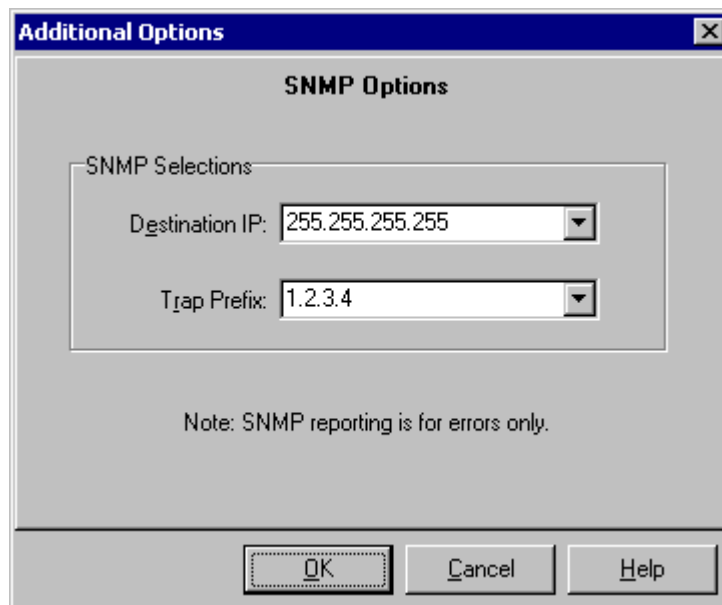 Additional Options
SNMP Options
SNMP Selections
Destination IP: 255.255.255.255
Trap Prefix: 1.2.3.4
Note: SNMP reporting is for errors only.
OK Cancel Help